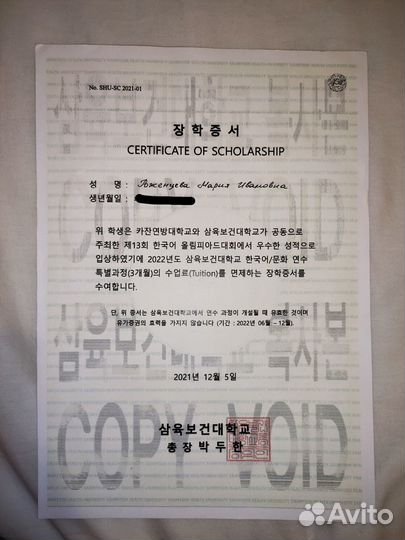 No. SHU-SC 2021-01
장 학 증 서
CERTIFICATE OF SCHOLARSHIP
성 명 : Боженцева Мария Ивановна
생년월일 :
위 학생은 카잔연방대학교와 삼육보건대학교가 공동으로
주최한 제13회 한국어 올림피아드대회에서 우수한 성적으로
입상하였기에 2022년도 삼육보건대학교 한국어/문화 연수
특별과정(3개월)의 수업료(Tuition)를 면제하는 장학증서를
수여합니다.
단, 위 증서는 삼육보건대학교에서 연수 과정이 개설될 때 유효한 것이며
유가증권의 효력을 가지지 않습니다 (기간 : 2022년 06월 ~ 12월).
2021년 12월 5일
삼육보건대학교
총 장 박 두 한
COPY VOID
Avito